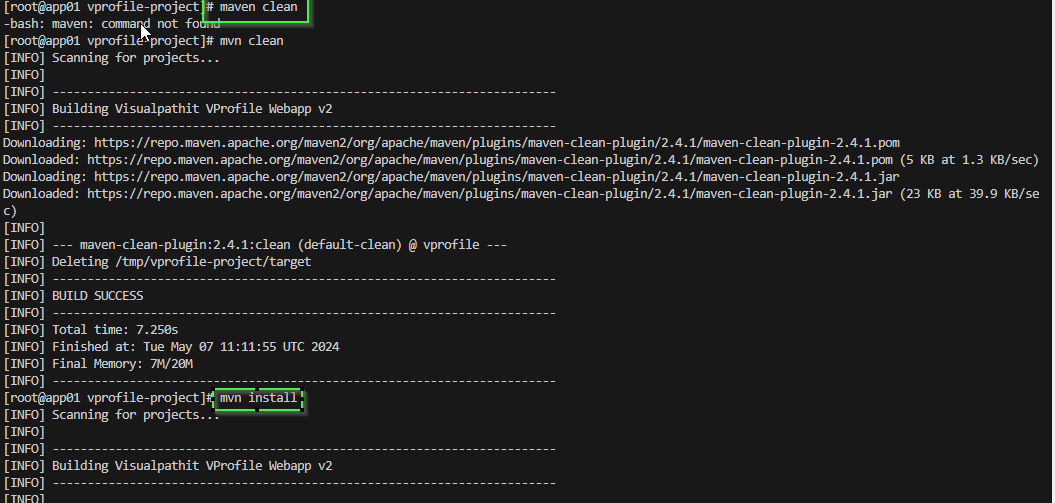 [root@app01 vprofile-project]# maven clean
-bash: maven: command not found
[root@app01 vprofile-project]# mvn clean
[INFO] Scanning for projects...
[INFO]
[INFO] ------------------------------------------------------------------------
[INFO] Building Visualpathit VProfile Webapp v2
[INFO] ------------------------------------------------------------------------
Downloading: https://repo.maven.apache.org/maven2/org/apache/maven/plugins/maven-clean-plugin/2.4.1/maven-clean-plugin-2.4.1.pom
Downloaded: https://repo.maven.apache.org/maven2/org/apache/maven/plugins/maven-clean-plugin/2.4.1/maven-clean-plugin-2.4.1.pom (5 KB at 1.3 KB/sec)
Downloading: https://repo.maven.apache.org/maven2/org/apache/maven/plugins/maven-clean-plugin/2.4.1/maven-clean-plugin-2.4.1.jar
Downloaded: https://repo.maven.apache.org/maven2/org/apache/maven/plugins/maven-clean-plugin/2.4.1/maven-clean-plugin-2.4.1.jar (23 KB at 39.9 KB/se
c)
[INFO]
[INFO] --- maven-clean-plugin:2.4.1:clean (default-clean) @ vprofile ---
[INFO] Deleting /tmp/vprofile-project/target
[INFO] ------------------------------------------------------------------------
[INFO] BUILD SUCCESS
[INFO] ------------------------------------------------------------------------
[INFO] Total time: 7.250s
[INFO] Finished at: Tue May 07 11:11:55 UTC 2024
[INFO] Final Memory: 7M/20M
[INFO] ------------------------------------------------------------------------
[root@app01 vprofile-project]# mvn install
[INFO] Scanning for projects...
[INFO]
[INFO] ------------------------------------------------------------------------
[INFO] Building Visualpathit VProfile Webapp v2
[INFO] ------------------------------------------------------------------------
[INFO]